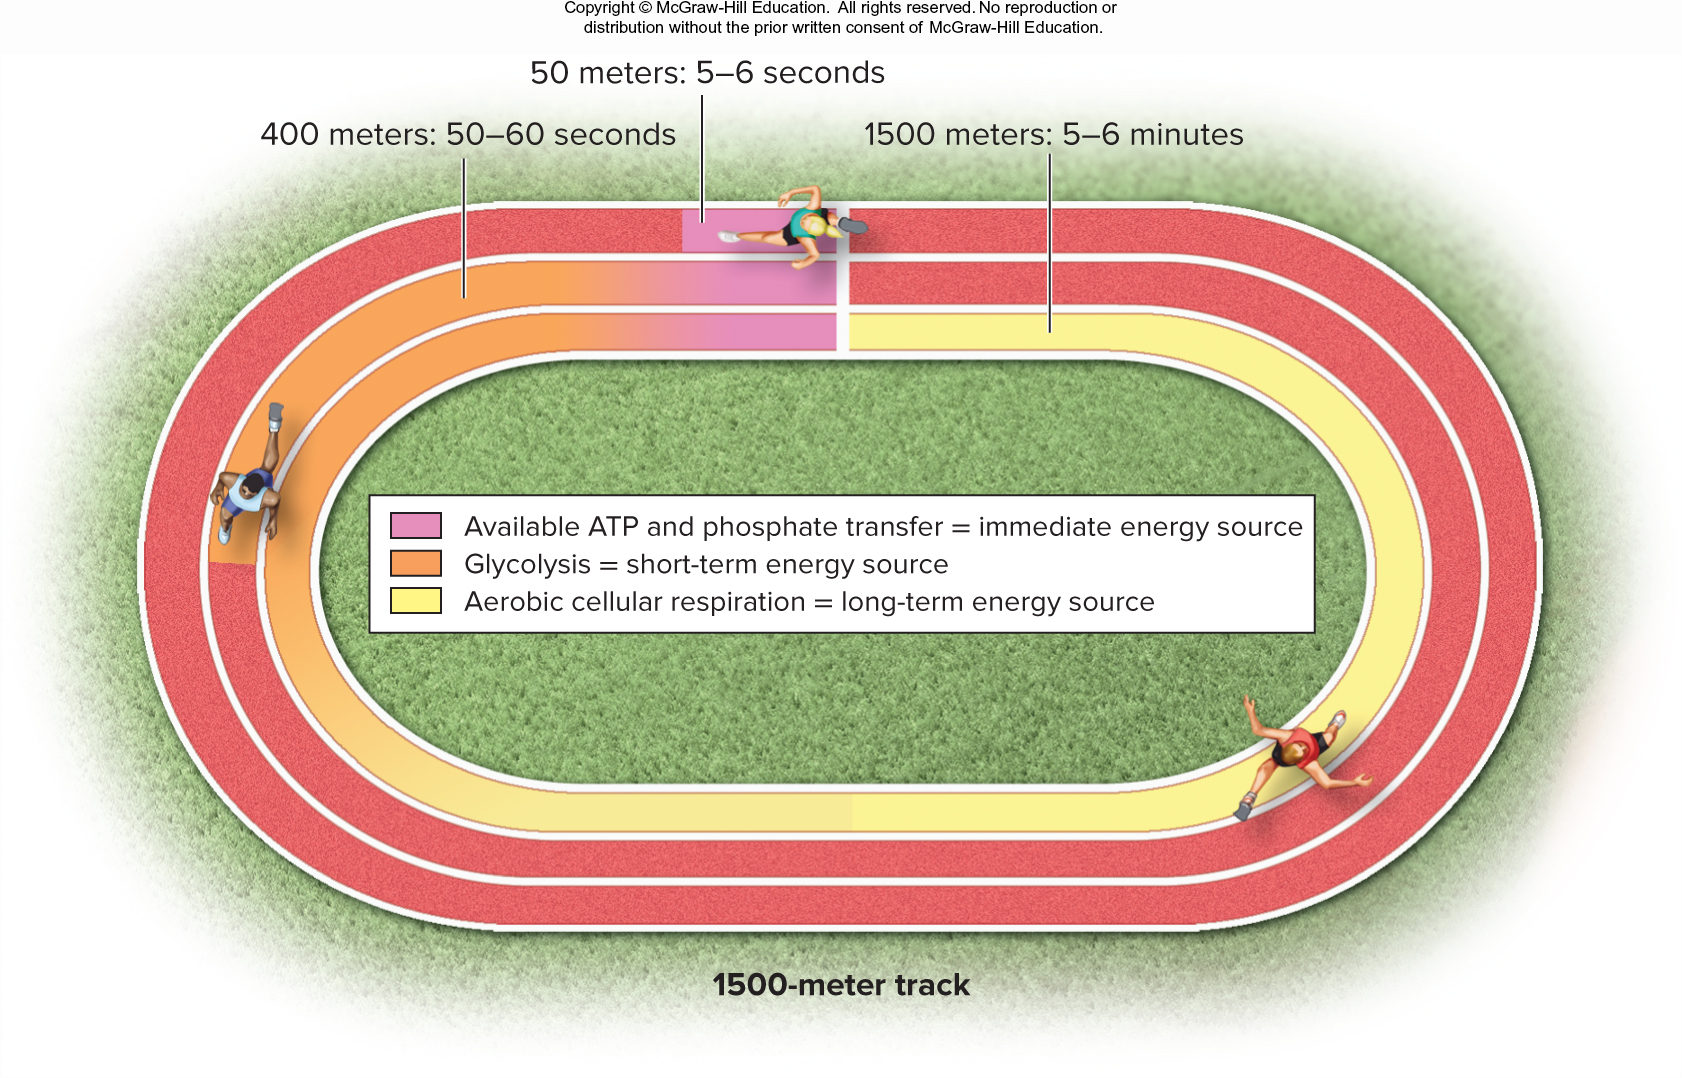 Copyright © McGraw-Hill Education. All rights reserved. No reproduction or
distribution without the prior written consent of McGraw-Hill Education.
50 meters: 5–6 seconds
400 meters: 50–60 seconds
1500 meters: 5–6 minutes
Available ATP and phosphate transfer = immediate energy source
Glycolysis = short-term energy source
Aerobic cellular respiration = long-term energy source
1500-meter track